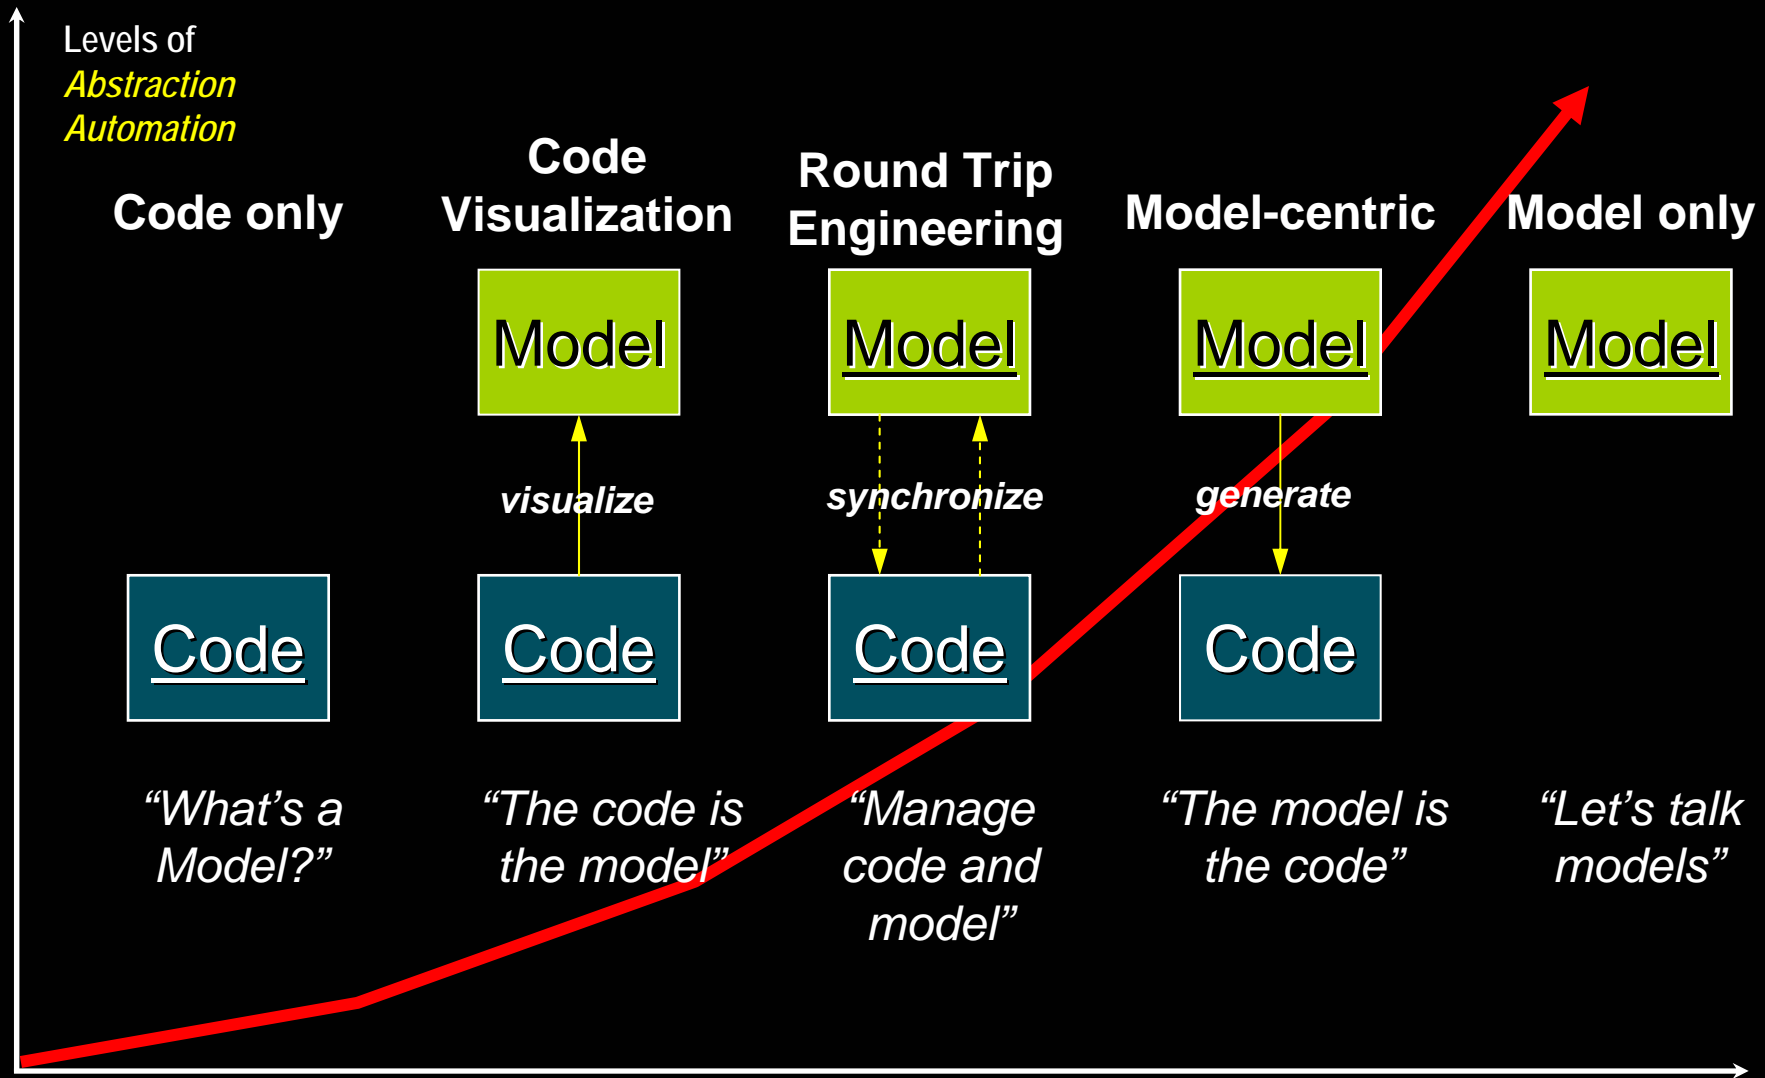 Levels of
Abstraction
Automation
Code only
Code
Visualization
Round Trip
Engineering
Model-centric
Model only
Model
Model
Model
Model
visualize
synchronize
generate
Code
Code
Code
Code
“What’s a
Model?”
“The code is
the model”
“Manage
code and
model”
“The model is
the code”
“Let’s talk
models”